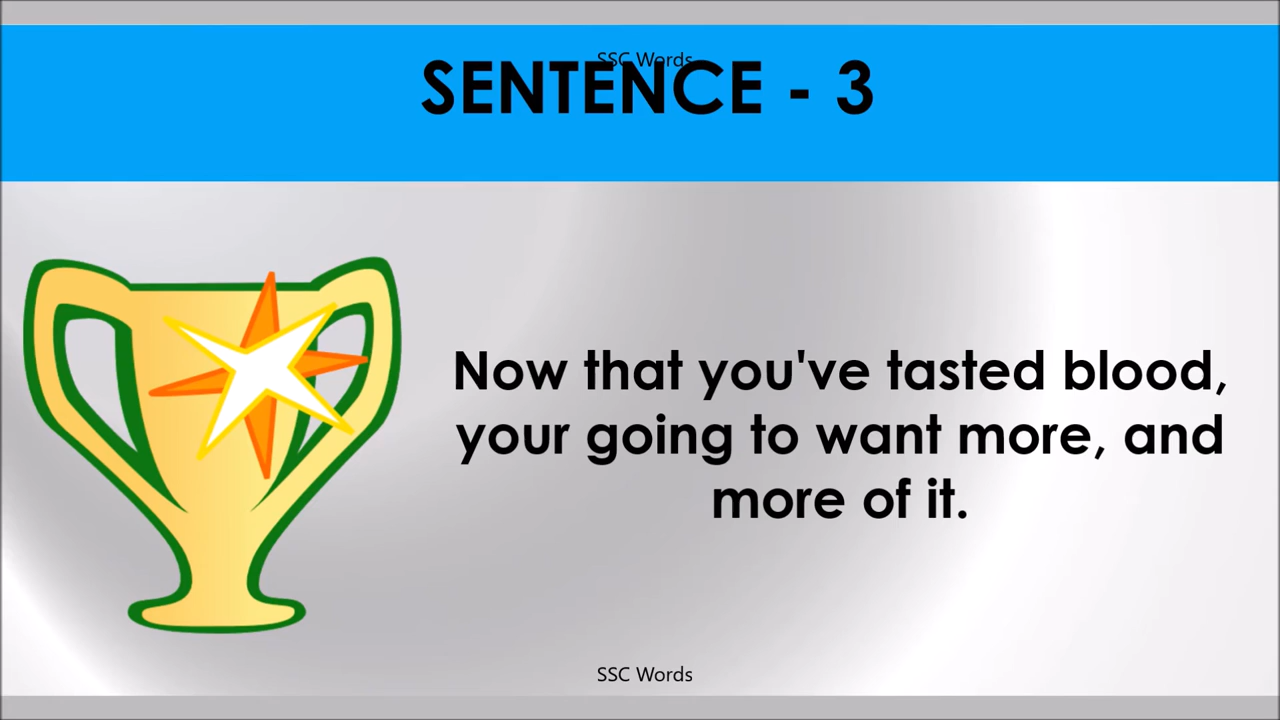 SSC Words
SENTENCE - 3
Now that you've tasted blood,
your going to want more, and
more of it.
SSC Words